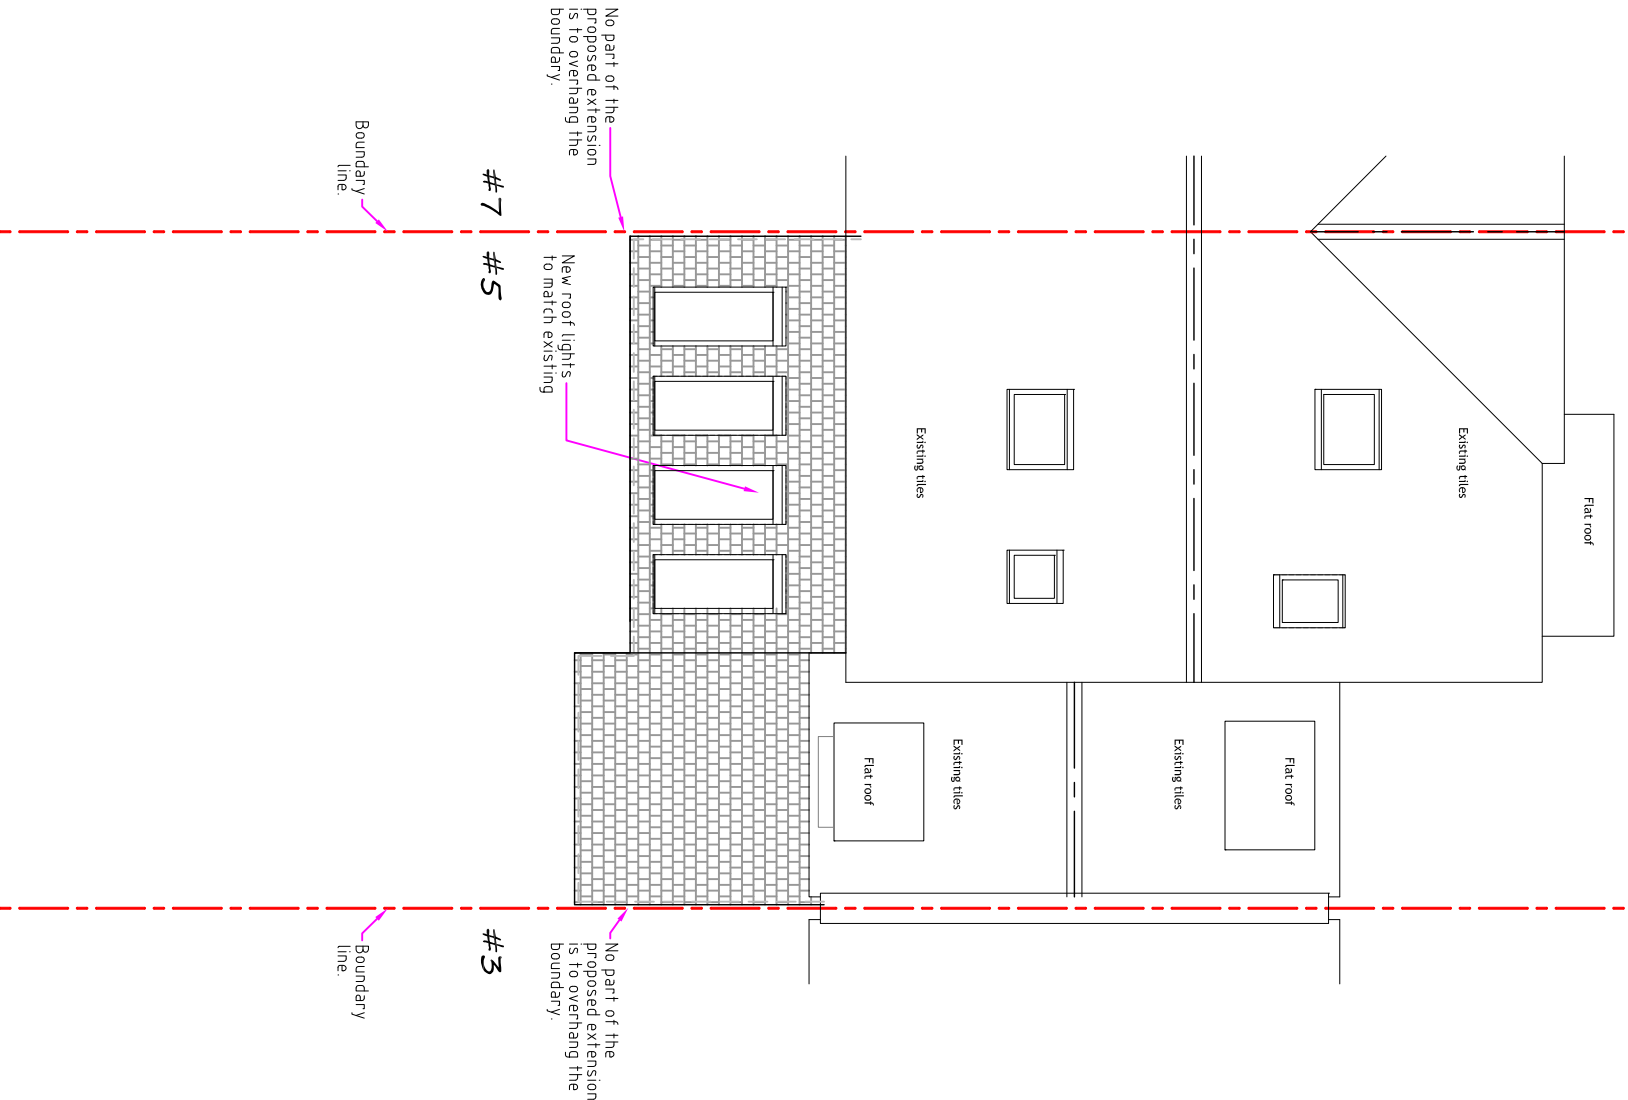 No part of the
proposed extension
is to overhang the
boundary.
Boundary
line.
#7
#5
New roof lights
to match existing
Existing tiles
Existing tiles
Flat roof
Flat roof
Existing tiles
Existing tiles
Flat roof
#3
Boundary
line.
No part of the
proposed extension
is to overhang the
boundary.